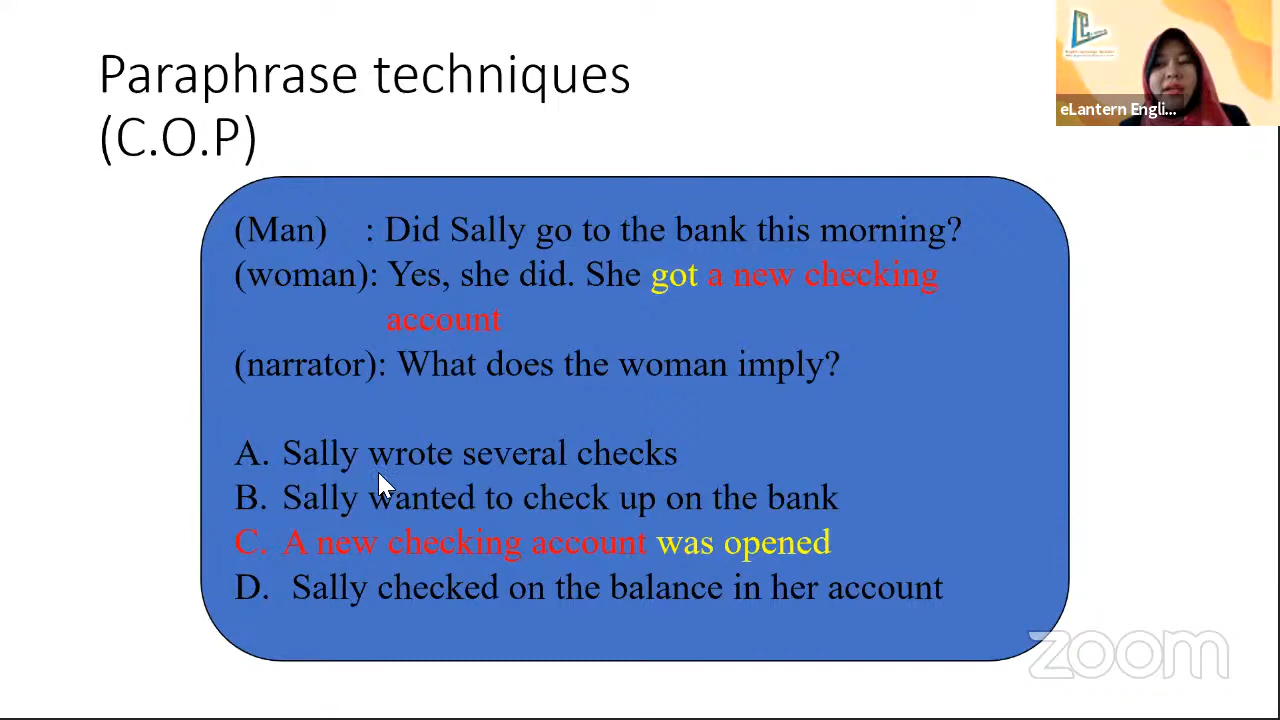 Paraphrase techniques
(C.O.P)
eLantern Engli...
(Man) : Did Sally go to the bank this morning?
(woman): Yes, she did. She got a new checking
account
(narrator): What does the woman imply?
A. Sally wrote several checks
B. Sally wanted to check up on the bank
C. A new checking account was opened
D. Sally checked on the balance in her account
zoom